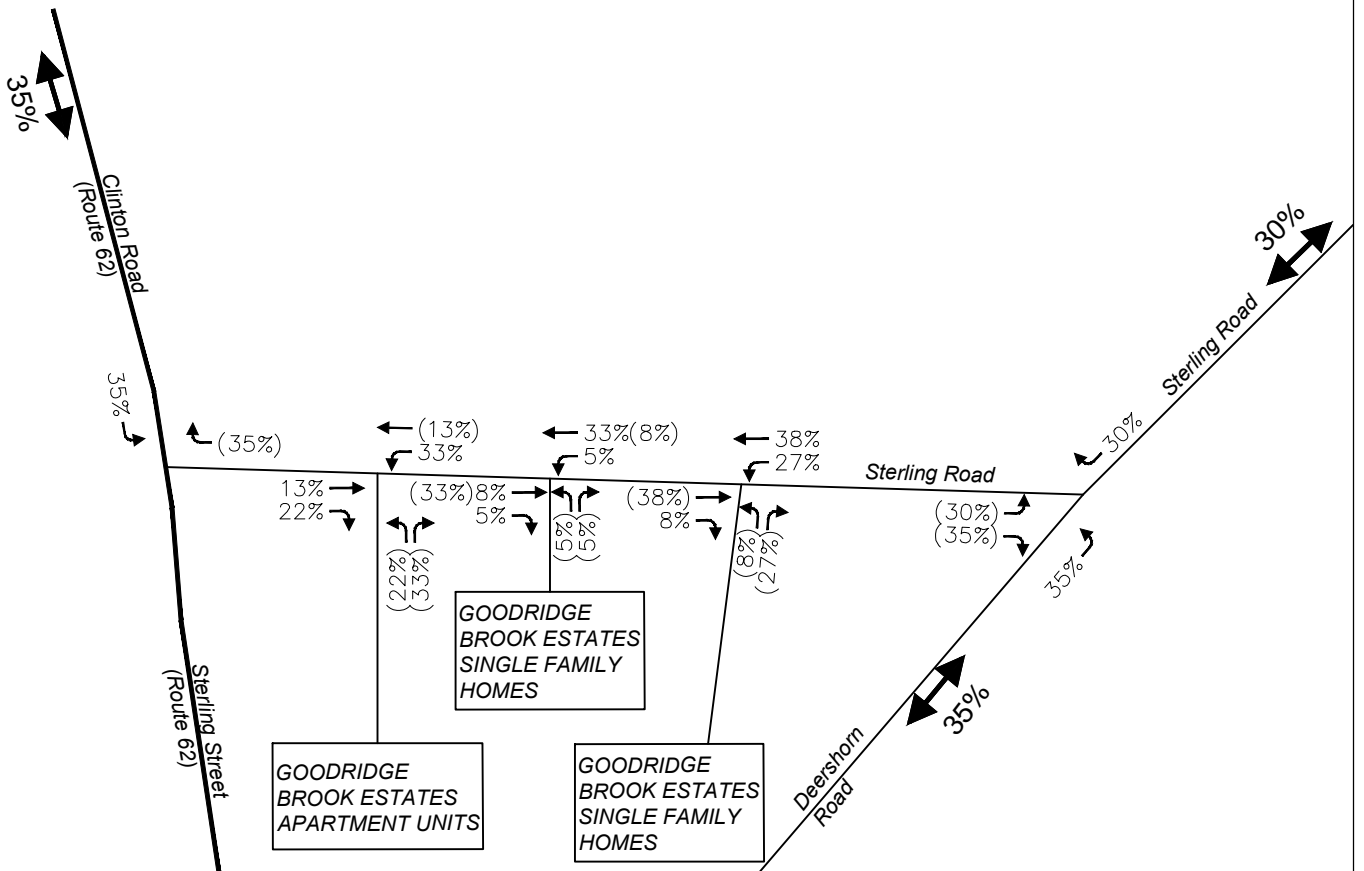 35%
Clinton Road
(Route 62)
30%
Sterling Road
35%
(35%)
(13%)
33%
33%(8%)
5%
38%
27%
Sterling Road
30%
13%
22%
(33%)8%
5%
(38%)
8%
(30%)
(35%)
35%
(22%)
(33%)
(5%)
(5%)
(8%)
(27%)
GOODRIDGE
BROOK ESTATES
SINGLE FAMILY
HOMES
Sterling Street
(Route 62)
35%
GOODRIDGE
BROOK ESTATES
APARTMENT UNITS
GOODRIDGE
BROOK ESTATES
SINGLE FAMILY
HOMES
Deershorn
Road